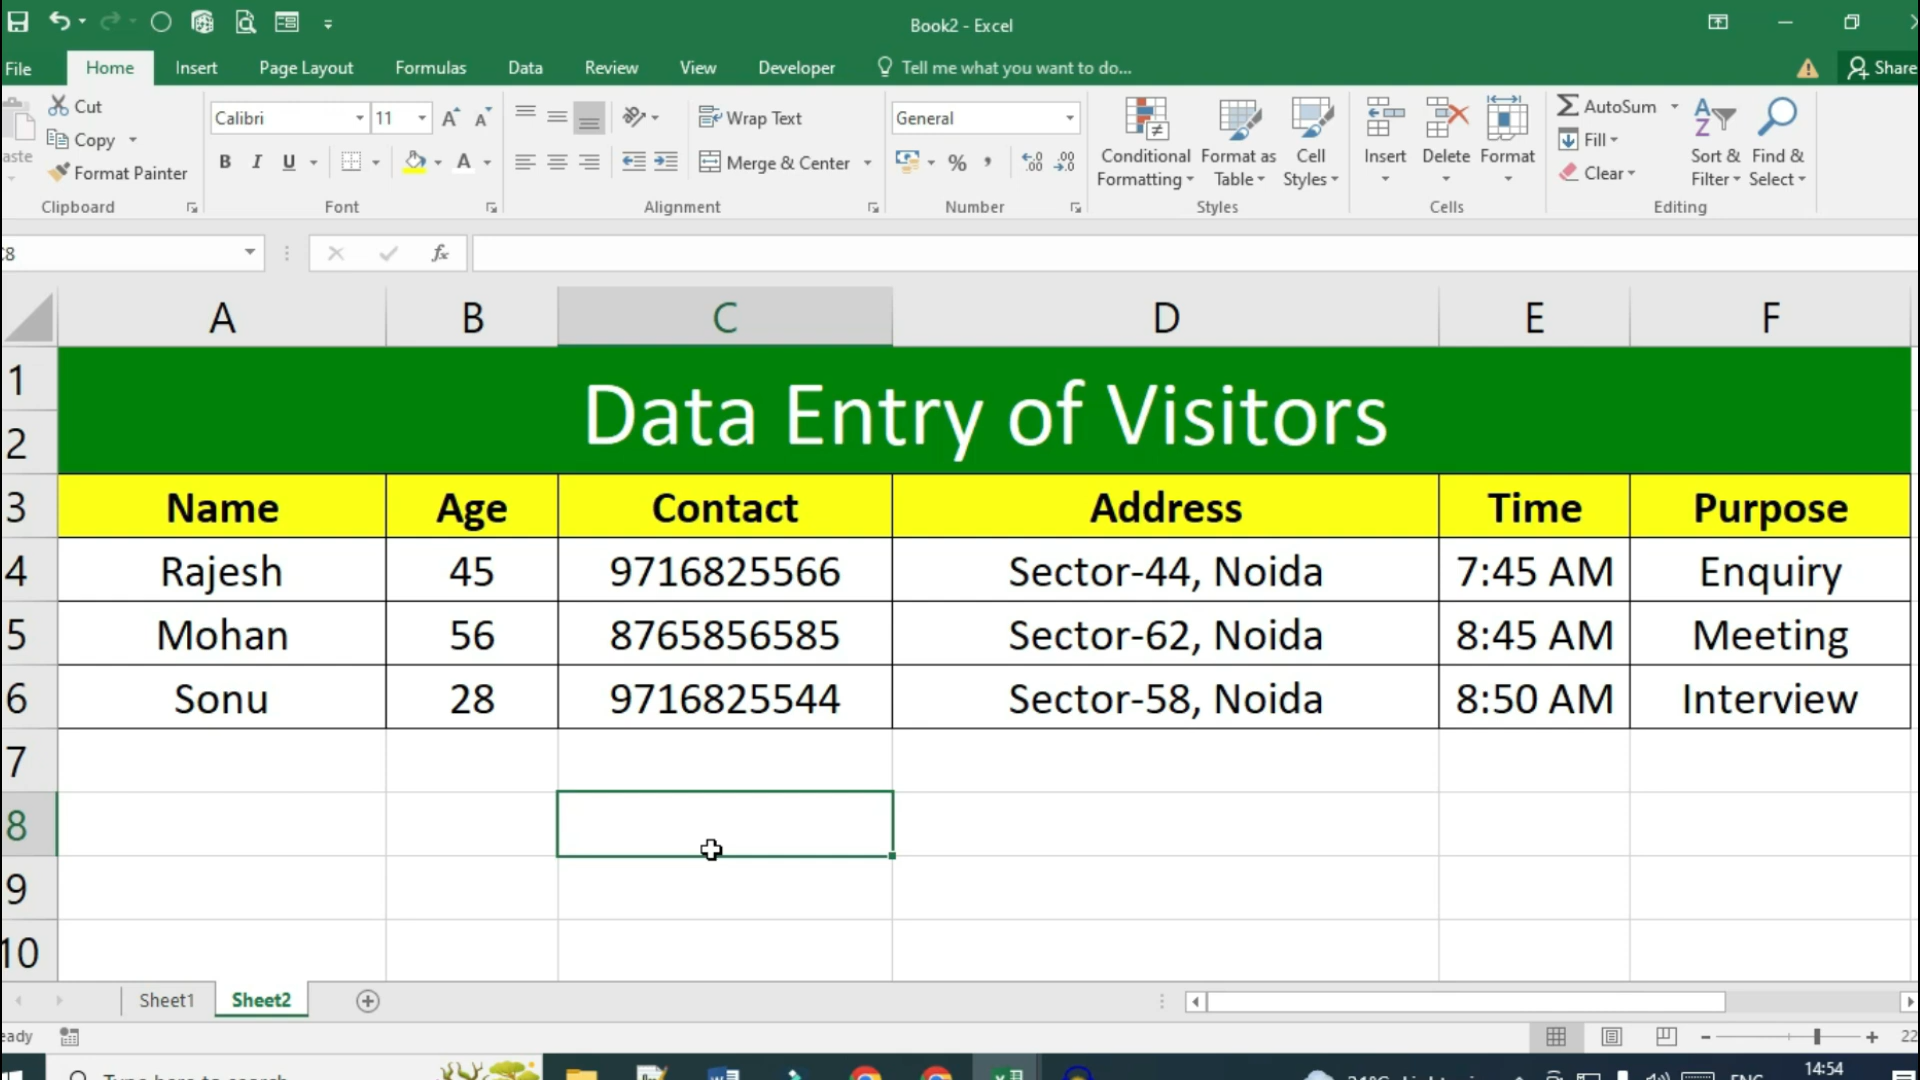 Book2 - Excel
File Home Insert Page Layout Formulas Data Review View Developer Tell me what you want to do... Share
Cut
Copy
Format Painter
Clipboard
Calibri 11
B I U A
Font
Wrap Text
Merge & Center
Alignment
General
%
Number
Conditional Formatting
Format as Table
Cell Styles
Styles
Insert Delete Format
Cells
AutoSum
Fill
Clear
Sort & Filter
Find & Select
Editing
fx
A B C D E F
1
2
Data Entry of Visitors
3 Name Age Contact Address Time Purpose
4 Rajesh 45 9716825566 Sector-44, Noida 7:45 AM Enquiry
5 Mohan 56 8765856585 Sector-62, Noida 8:45 AM Meeting
6 Sonu 28 9716825544 Sector-58, Noida 8:50 AM Interview
7
8
9
10
Sheet1 Sheet2
14:54